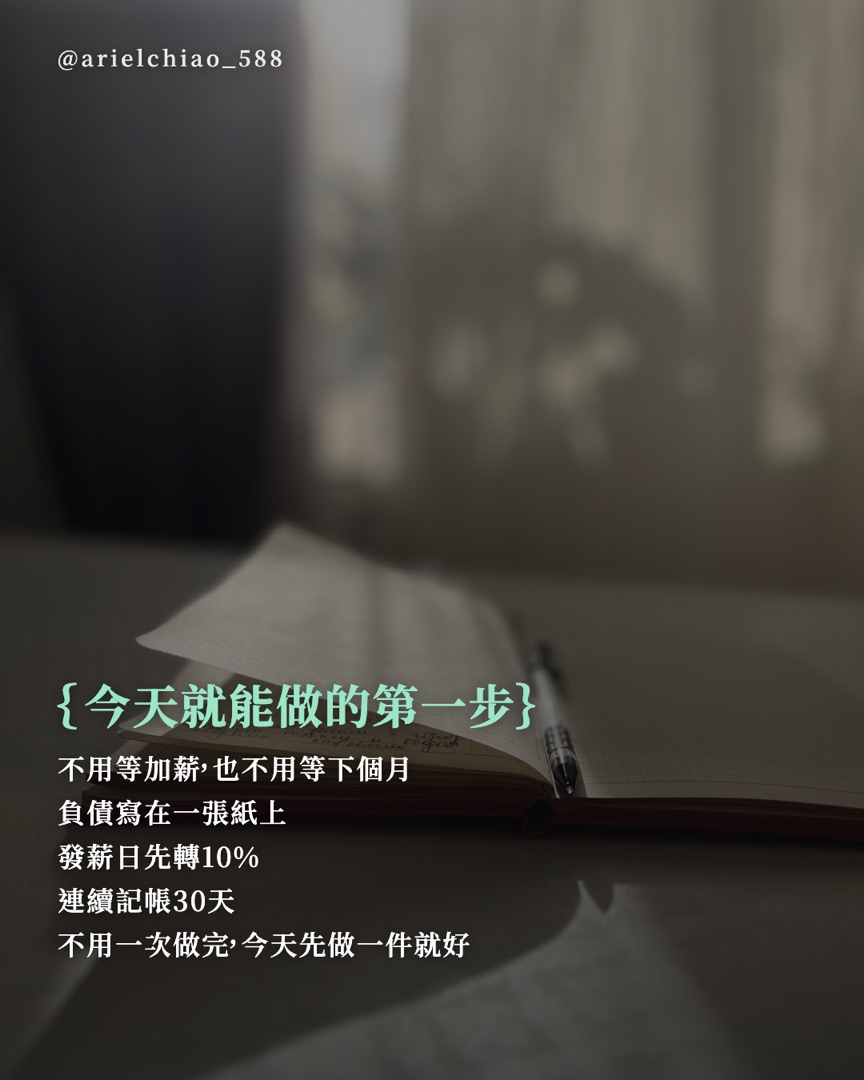 @arielchiao_588
{今天就能做的第一步}
不用等加薪，也不用等下個月
負債寫在一張紙上
發薪日先轉10%
連續記帳30天
不用一次做完，今天先做一件就好